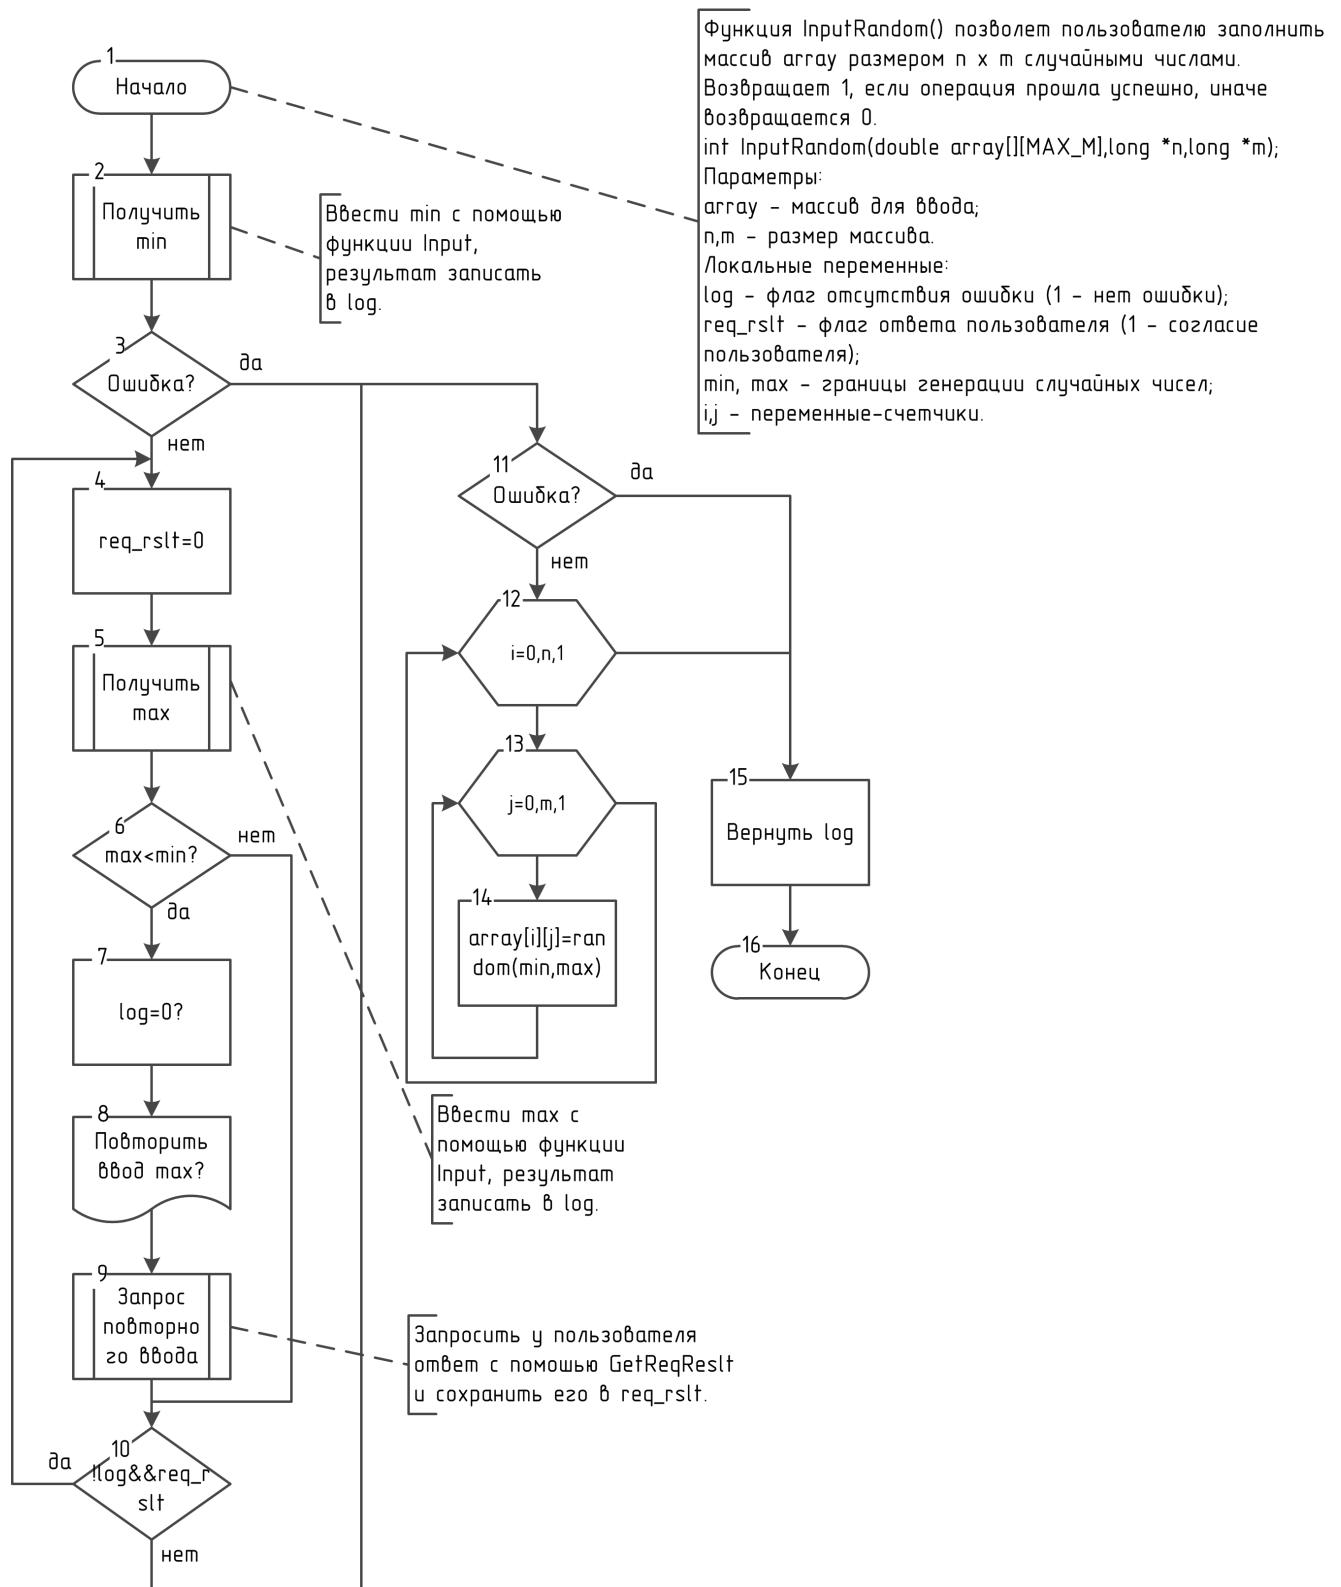 1
Начало
Функция InputRandom() позволет пользователю заполнить
массив array размером n x m случайными числами.
Возвращает 1, если операция прошла успешно, иначе
возвращается 0.
int InputRandom(double array[][MAX_M],long *n,long *m);
Параметры:
array - массив для ввода;
n,m - размер массива.
Локальные переменные:
log - флаг отсутствия ошибки (1 - нет ошибки);
req_rslt - флаг ответа пользователя (1 - согласие
пользователя);
min, max - границы генерации случайных чисел;
i,j - переменные-счетчики.
2
Получить
min
Ввести min с помощью
функции Input,
результат записать
в log.
3
Ошибка?
да
нет
4
req_rslt=0
5
Получить
max
6
max<min?
нет
да
7
log=0?
8
Повторить
ввод max?
9
Запрос
повторно
го ввода
10
!log&&req_r
slt
да
нет
11
Ошибка?
да
нет
12
i=0,n,1
13
j=0,m,1
14
array[i][j]=ran
dom(min,max)
15
Вернуть log
16
Конец
Ввести max с
помощью функции
Input, результат
записать в log.
Запросить у пользователя
ответ с помошью GetReqReslt
и сохранить его в req_rslt.